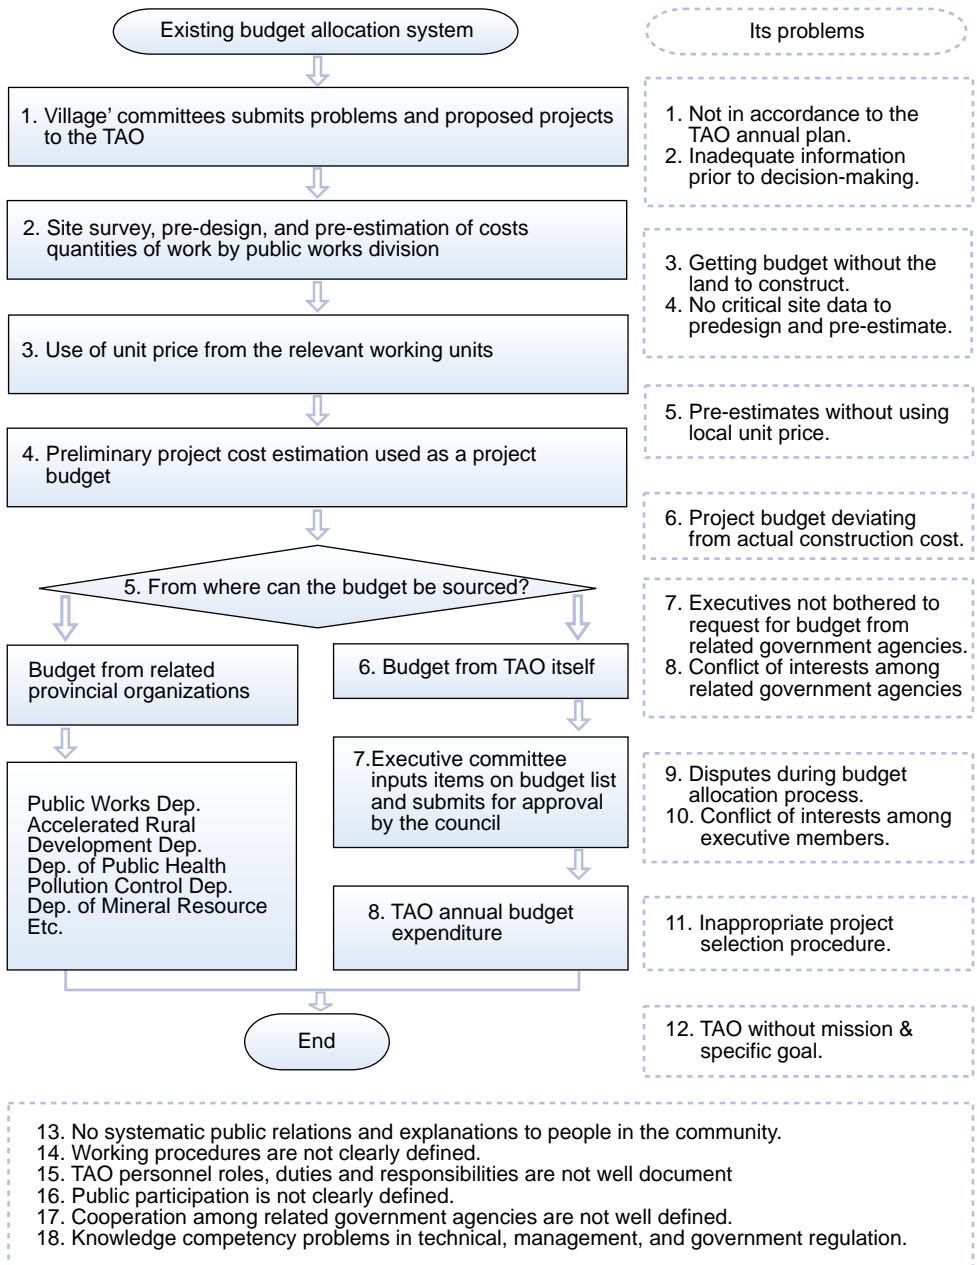 Existing budget allocation system
1. Village’ committees submits problems and proposed projects
to the TAO
2. Site survey, pre-design, and pre-estimation of costs
quantities of work by public works division
3. Use of unit price from the relevant working units
4. Preliminary project cost estimation used as a project
budget
5. From where can the budget be sourced?
Budget from related
provincial organizations
Public Works Dep.
Accelerated Rural
Development Dep.
Dep. of Public Health
Pollution Control Dep.
Dep. of Mineral Resource
Etc.
6. Budget from TAO itself
7.Executive committee
inputs items on budget list
and submits for approval
by the council
8. TAO annual budget
expenditure
End
Its problems
1. Not in accordance to the
TAO annual plan.
2. Inadequate information
prior to decision-making.
3. Getting budget without the
land to construct.
4. No critical site data to
predesign and pre-estimate.
5. Pre-estimates without using
local unit price.
6. Project budget deviating
from actual construction cost.
7. Executives not bothered to
request for budget from
related government agencies.
8. Conflict of interests among
related government agencies
9. Disputes during budget
allocation process.
10. Conflict of interests among
executive members.
11. Inappropriate project
selection procedure.
12. TAO without mission &
specific goal.
13. No systematic public relations and explanations to people in the community.
14. Working procedures are not clearly defined.
15. TAO personnel roles, duties and responsibilities are not well document
16. Public participation is not clearly defined.
17. Cooperation among related government agencies are not well defined.
18. Knowledge competency problems in technical, management, and government regulation.